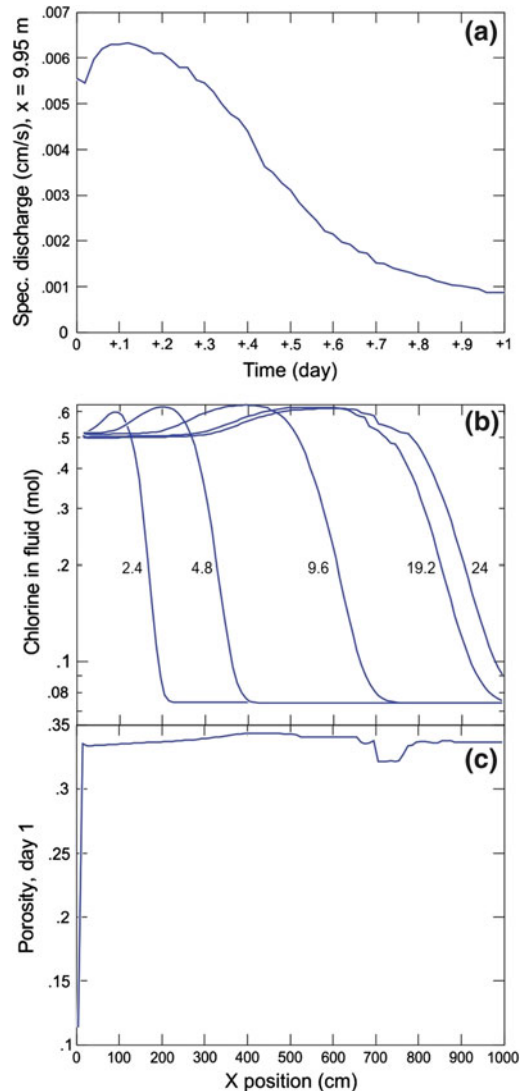 (a)
Spec. discharge (cm/s), x = 9.95 m
.007
.006
.005
.004
.003
.002
.001
0
0 +.1 +.2 +.3 +.4 +.5 +.6 +.7 +.8 +.9 +1
Time (day)
(b)
Chlorine in fluid (mol)
.6
.5
.4
.3
.2
.1
.08
2.4 4.8 9.6 19.2 24
(c)
Porosity, day 1
.35
.3
.25
.2
.15
.1
0 100 200 300 400 500 600 700 800 900 1000
X position (cm)